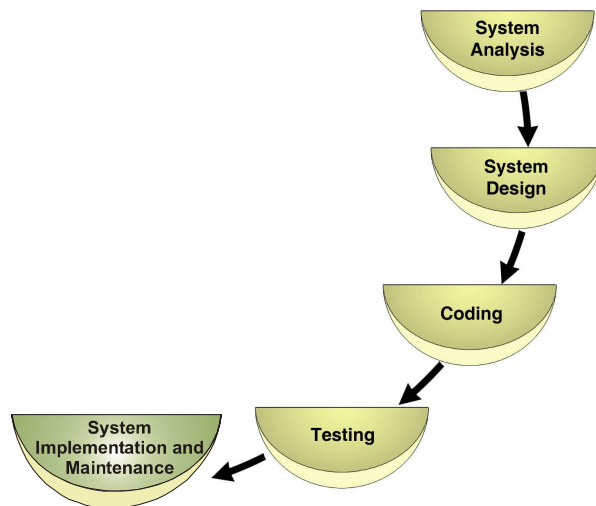 System
Analysis
System
Design
Coding
Testing
System
Implementation and
Maintenance